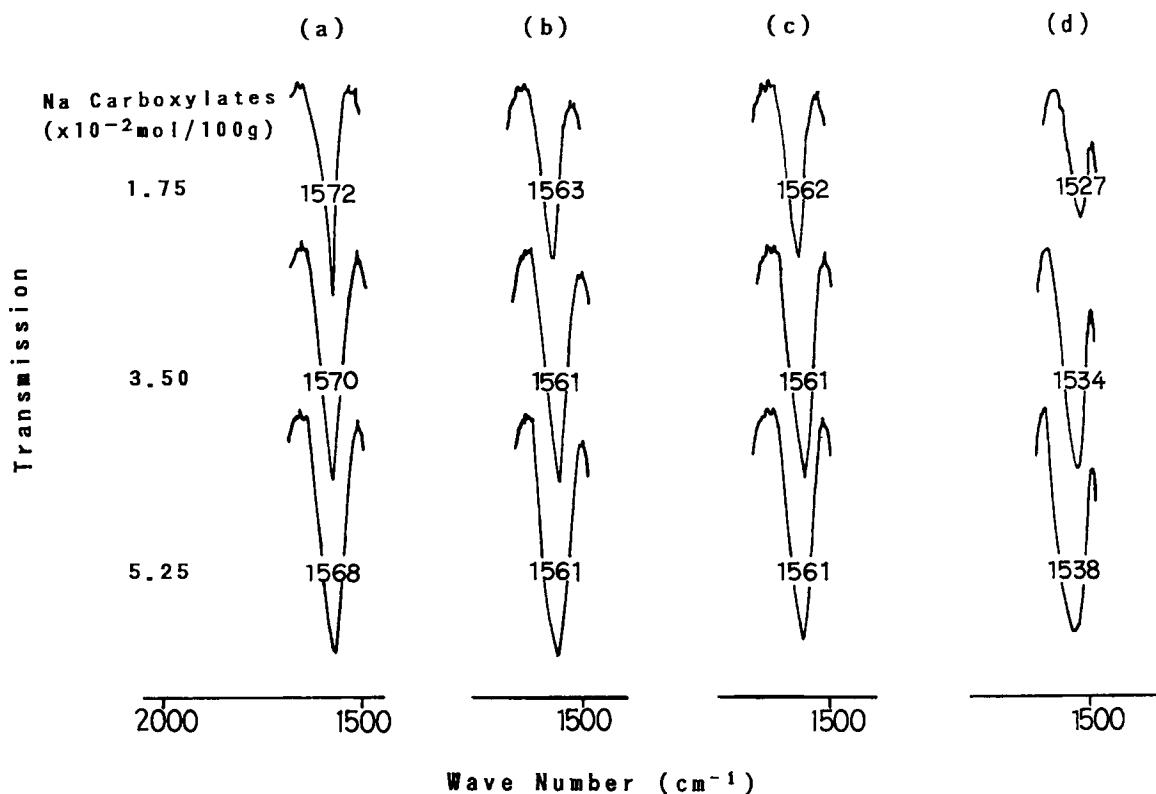 (a) (b) (c) (d)
Na Carboxylates
(x10⁻²mol/100g)
1.75 1572 1563 1562 1527
3.50 1570 1561 1561 1534
5.25 1568 1561 1561 1538
Transmission
2000 1500 1500 1500 1500
Wave Number (cm⁻¹)